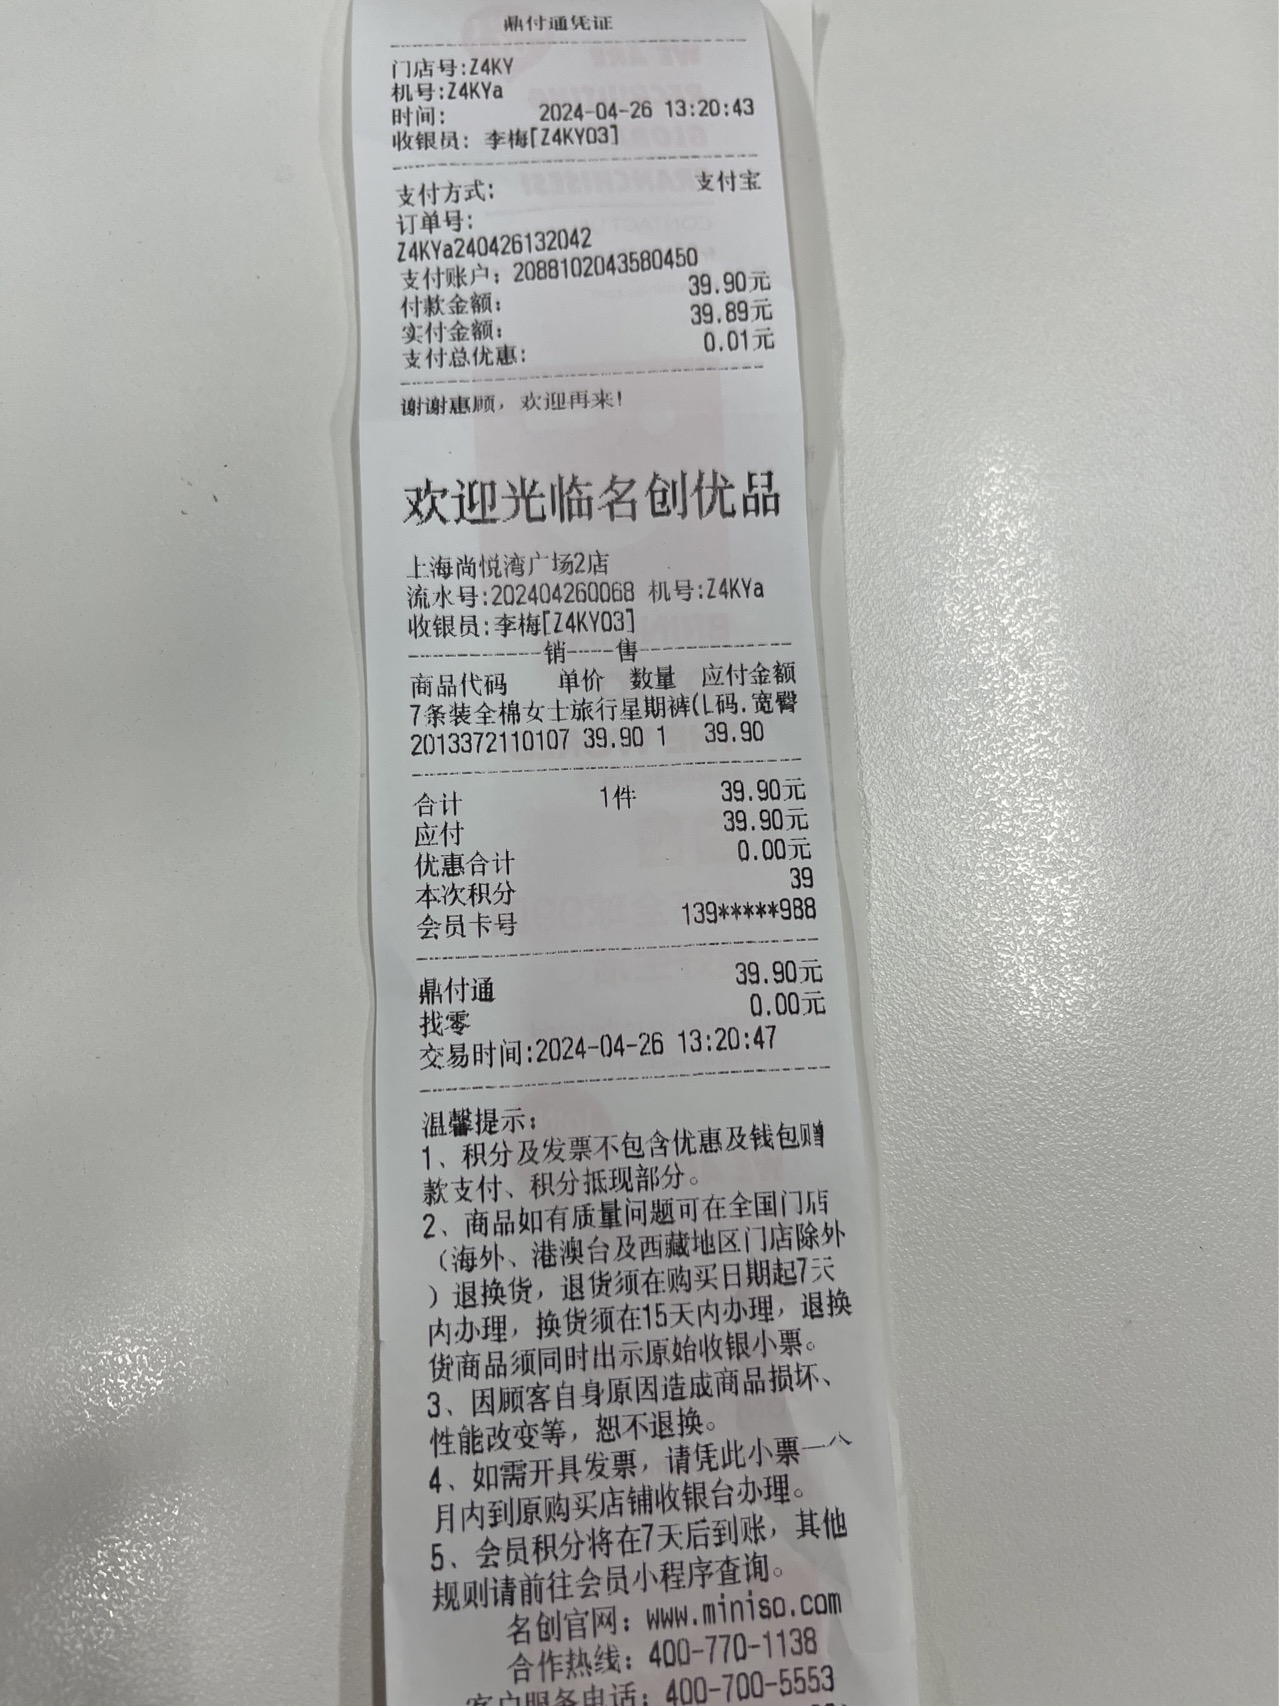 鼎付通凭证
门店号:Z4KY
机号:Z4KYa
时间: 2024-04-26 13:20:43
收银员: 李梅[Z4KY03]
支付方式: 支付宝
订单号:
Z4KYa240426132042
支付账户: 2088102043580450
付款金额: 39.90元
实付金额: 39.89元
支付总优惠: 0.01元
谢谢惠顾，欢迎再来!
欢迎光临名创优品
上海尚悦湾广场2店
流水号:202404260068 机号:Z4KYa
收银员:李梅[Z4KY03]
-----------销-----售-------------
商品代码 单价 数量 应付金额
7条装全棉女士旅行星期裤(L码.宽臀
2013372110107 39.90 1 39.90
合计 1件 39.90元
应付 39.90元
优惠合计 0.00元
本次积分 39
会员卡号 139*****988
鼎付通 39.90元
找零 0.00元
交易时间:2024-04-26 13:20:47
温馨提示:
1、积分及发票不包含优惠及钱包赠
款支付、积分抵现部分。
2、商品如有质量问题可在全国门店
（海外、港澳台及西藏地区门店除外
）退换货，退货须在购买日期起7天
内办理，换货须在15天内办理，退换
货商品须同时出示原始收银小票。
3、因顾客自身原因造成商品损坏、
性能改变等，恕不退换。
4、如需开具发票，请凭此小票一个
月内到原购买店铺收银台办理。
5、会员积分将在7天后到账，其他
规则请前往会员小程序查询。
名创官网: www.miniso.com
合作热线: 400-770-1138
客户服务电话: 400-700-5553